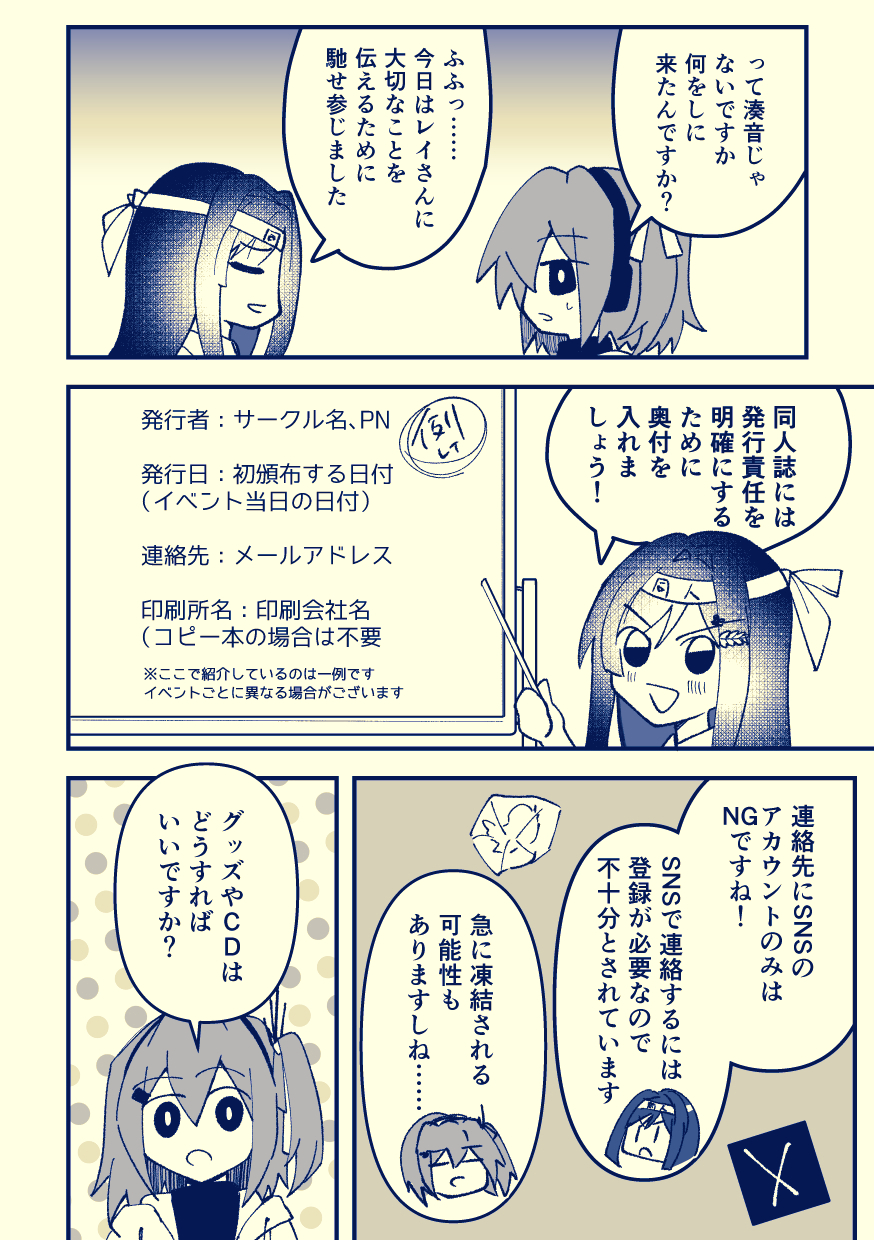 って湊音じゃ
ないですか
何をしに
来たんですか？
ふふっ……
今日はレイさんに
大切なことを
伝えるために
馳せ参じました
同人誌には
発行責任を
明確にする
ために
奥付を
入れま
しょう！
同人
例
レイ
発行者：サークル名、PN
発行日：初頒布する日付
（イベント当日の日付）
連絡先：メールアドレス
印刷所名：印刷会社名
（コピー本の場合は不要
※ここで紹介しているのは一例です
イベントごとに異なる場合がございます
連絡先にSNSの
アカウントのみは
NGですね！
SNSで連絡するには
登録が必要なので
不十分とされています
急に凍結される
可能性も
ありますしね……
X
グッズやCDは
どうすれば
いいですか？